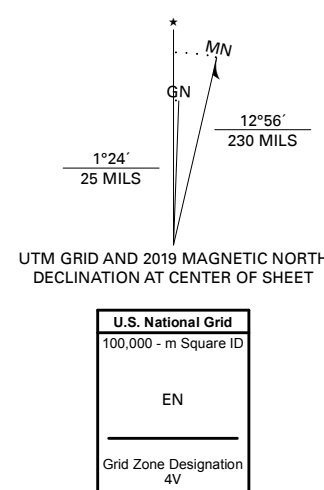 ★
MN
GN
1°24´
25 MILS
12°56´
230 MILS
UTM GRID AND 2019 MAGNETIC NORTH
DECLINATION AT CENTER OF SHEET
U.S. National Grid
100,000 - m Square ID
EN
Grid Zone Designation
4V